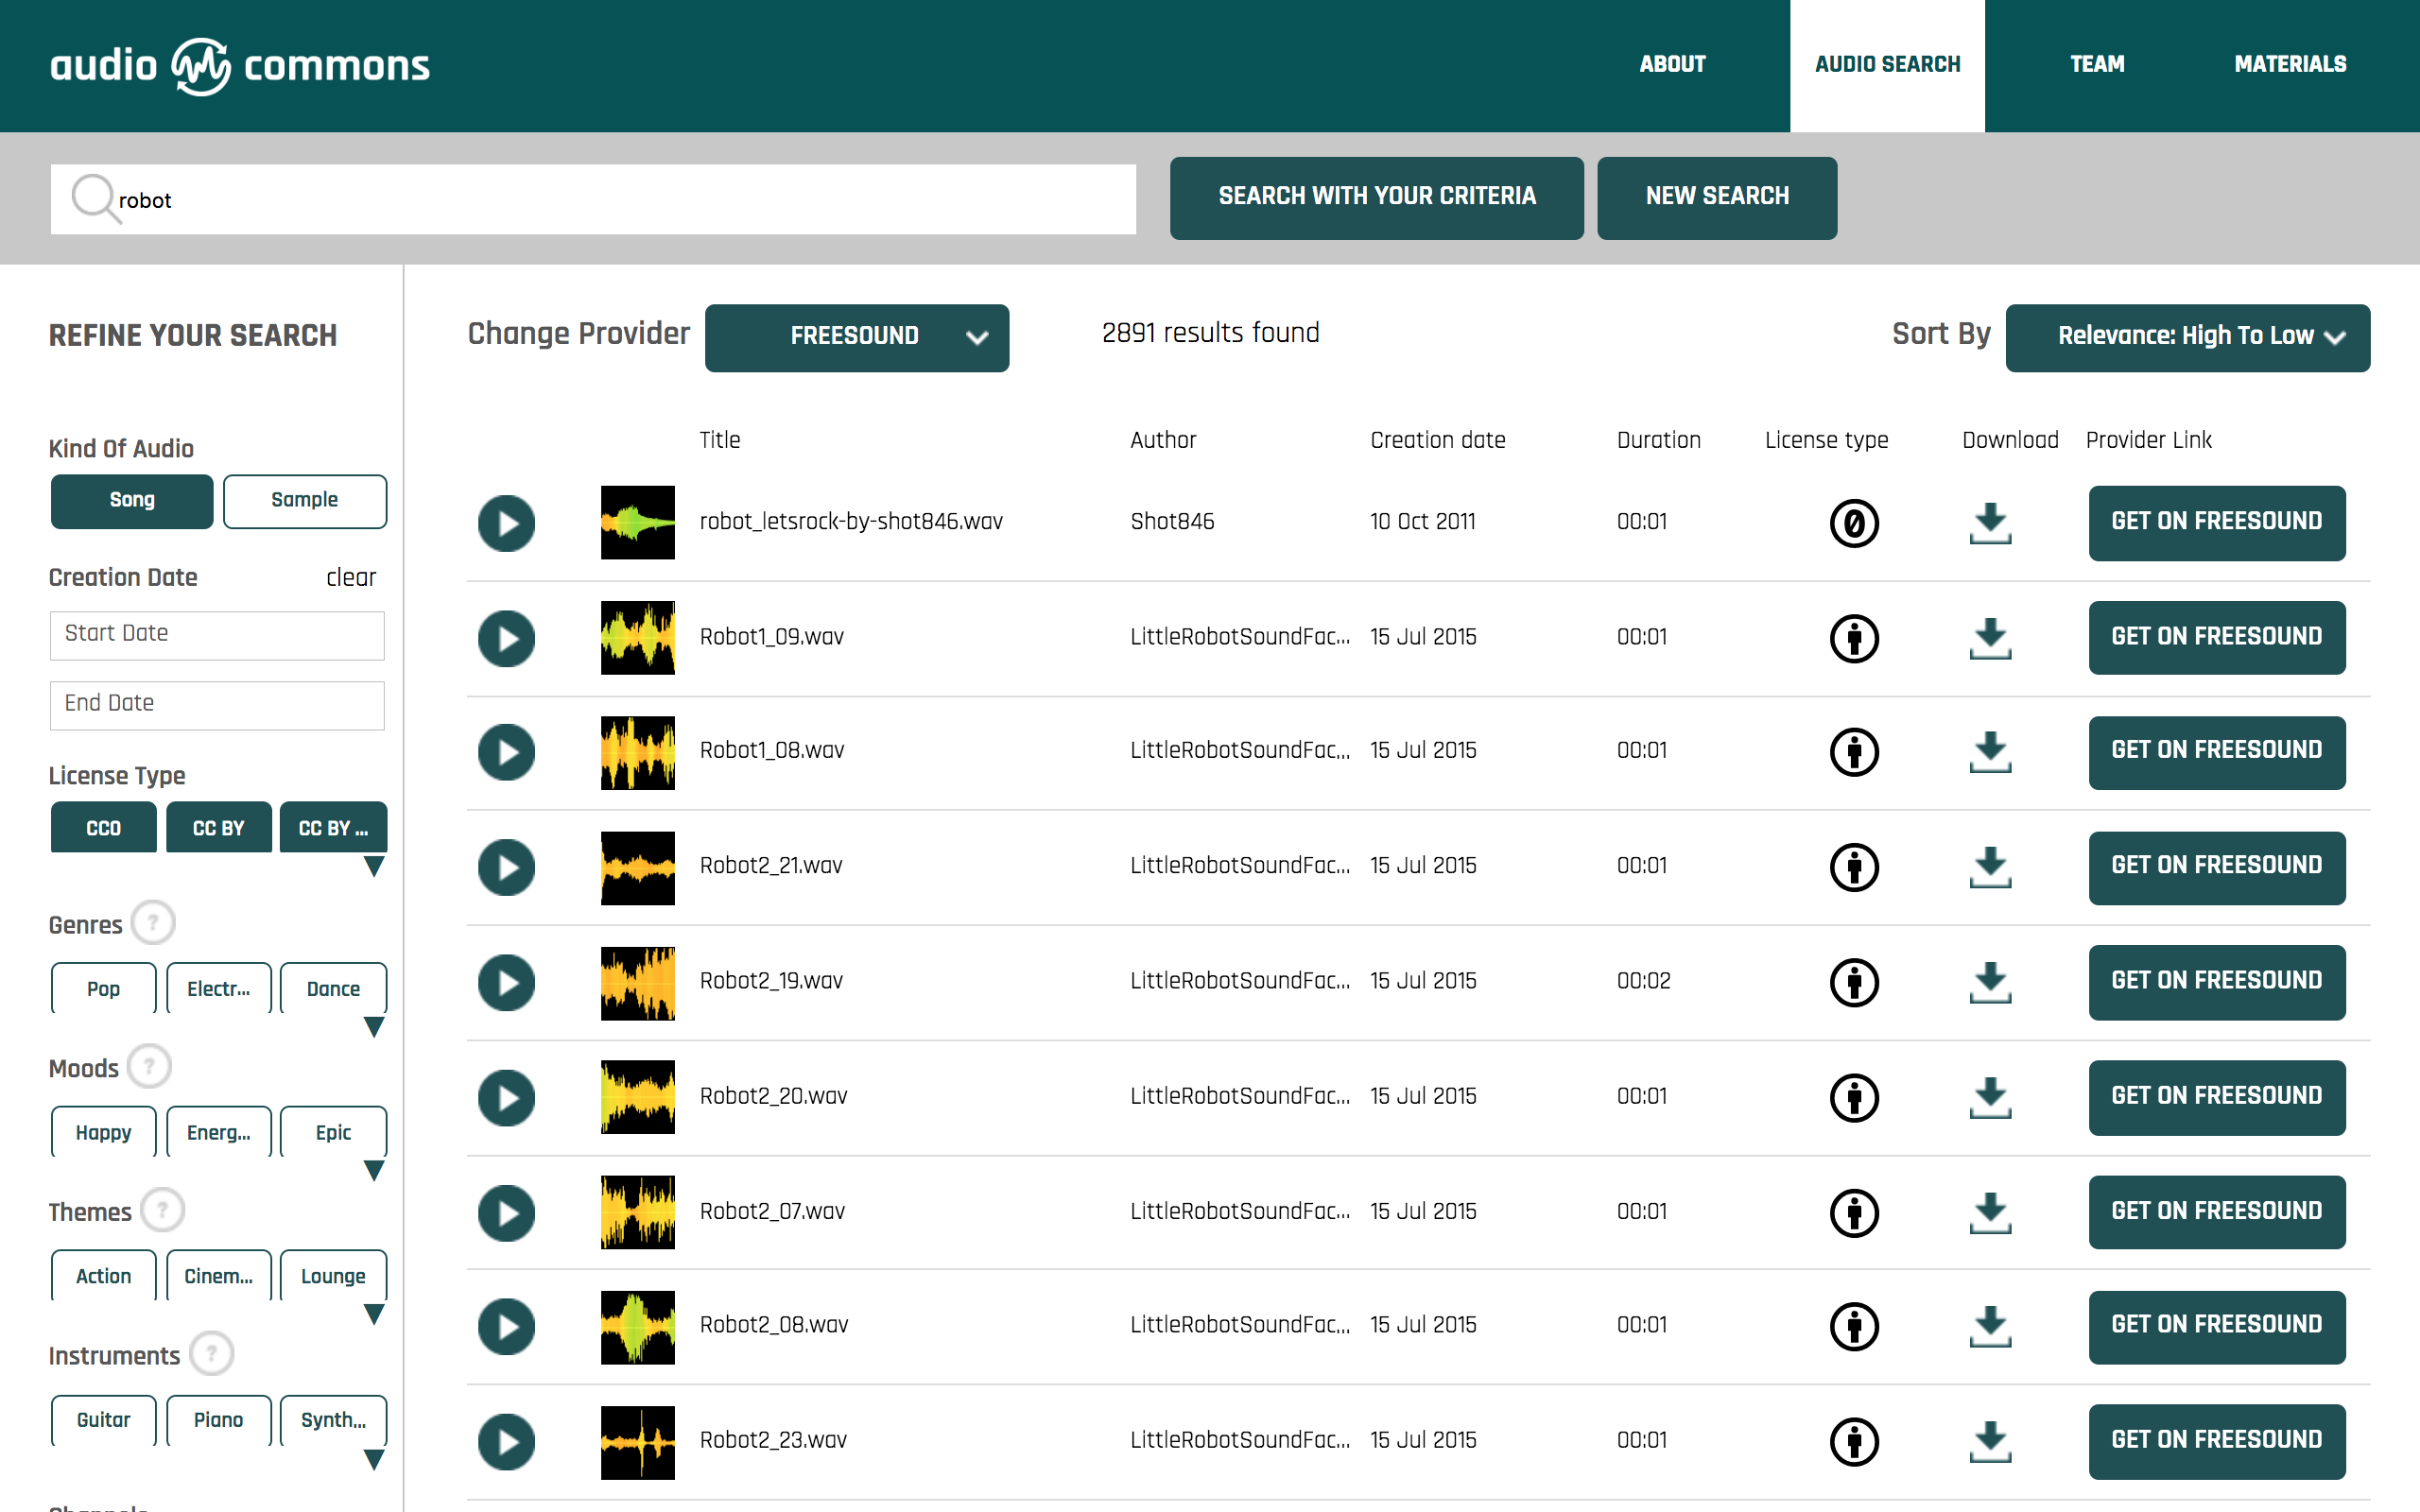 audio commons
ABOUT
AUDIO SEARCH
TEAM
MATERIALS
robot
SEARCH WITH YOUR CRITERIA
NEW SEARCH
REFINE YOUR SEARCH
Change Provider
FREESOUND
2891 results found
Sort By
Relevance: High To Low
Kind Of Audio
Song
Sample
Creation Date
clear
Start Date
End Date
License Type
CC0
CC BY
CC BY ...
Genres ?
Pop
Electr...
Dance
Moods ?
Happy
Energ...
Epic
Themes ?
Action
Cinem...
Lounge
Instruments ?
Guitar
Piano
Synth...
Title Author Creation date Duration License type Download Provider Link
robot_letsrock-by-shot846.wav Shot846 10 Oct 2011 00:01 GET ON FREESOUND
Robot1_09.wav LittleRobotSoundFac... 15 Jul 2015 00:01 GET ON FREESOUND
Robot1_08.wav LittleRobotSoundFac... 15 Jul 2015 00:01 GET ON FREESOUND
Robot2_21.wav LittleRobotSoundFac... 15 Jul 2015 00:01 GET ON FREESOUND
Robot2_19.wav LittleRobotSoundFac... 15 Jul 2015 00:02 GET ON FREESOUND
Robot2_20.wav LittleRobotSoundFac... 15 Jul 2015 00:01 GET ON FREESOUND
Robot2_07.wav LittleRobotSoundFac... 15 Jul 2015 00:01 GET ON FREESOUND
Robot2_08.wav LittleRobotSoundFac... 15 Jul 2015 00:01 GET ON FREESOUND
Robot2_23.wav LittleRobotSoundFac... 15 Jul 2015 00:01 GET ON FREESOUND